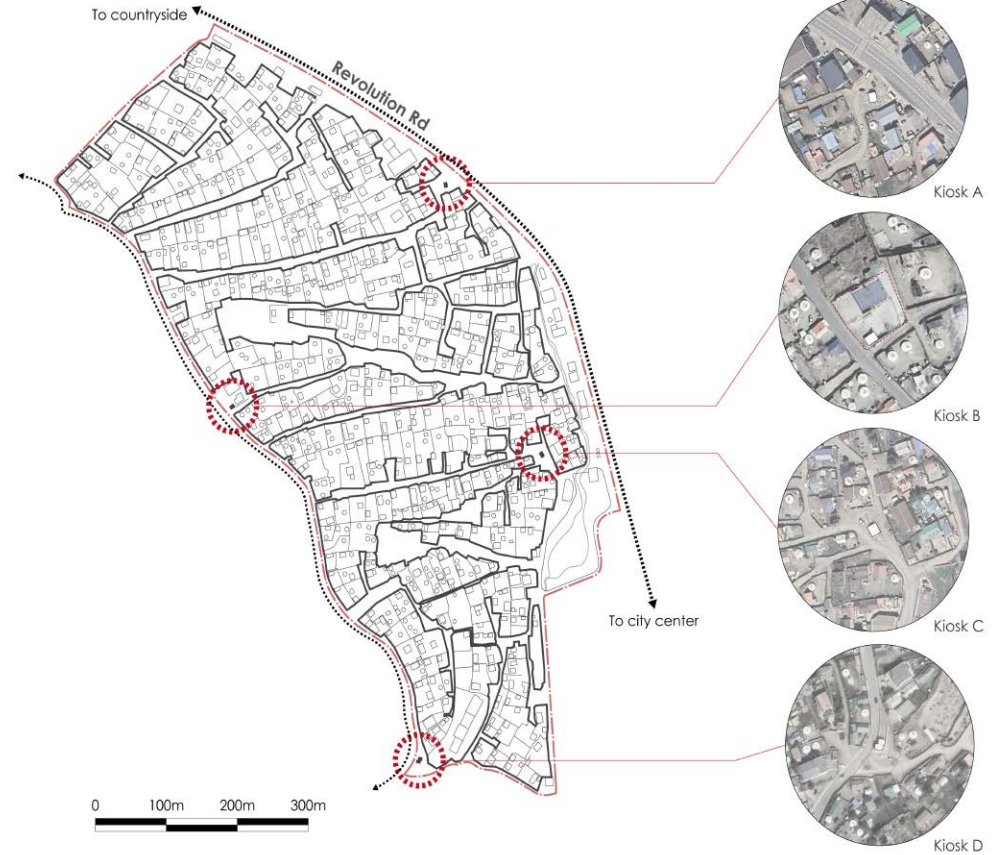 To countryside
Revolution Rd
Kiosk A
Kiosk B
Kiosk C
To city center
Kiosk D
0 100m 200m 300m